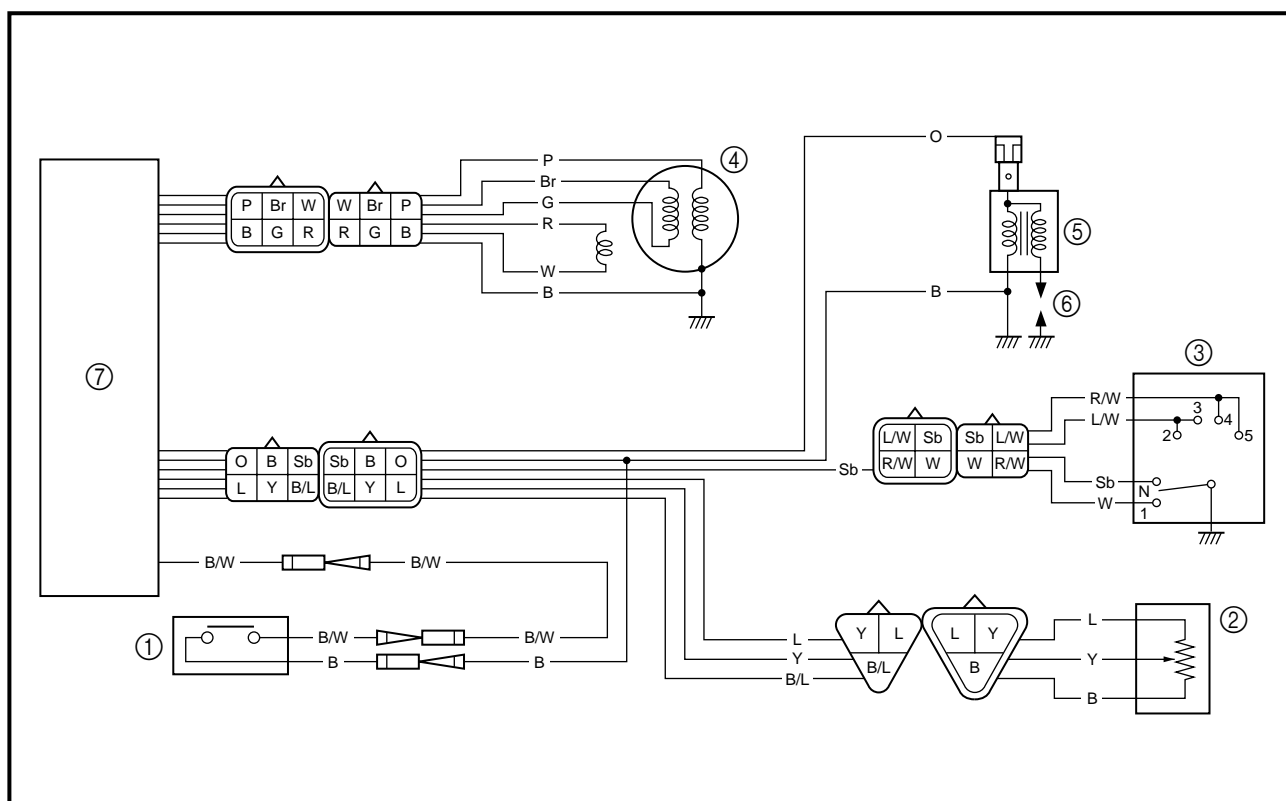 O
P
④
Br
P Br W W Br P
G
⑤
B G R R G B
R
W
B
B
⑥
③
⑦
R/W
3
L/W
4
L/W Sb Sb L/W
2
5
O B Sb Sb B O
R/W W W R/W
Sb
L Y B/L B/L Y L
Sb
N
W
1
B/W B/W
②
L
①
B/W B/W
L
Y L L Y
B B
Y
Y
B/L B
B/L
B